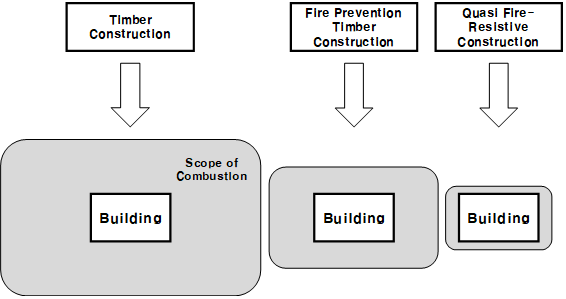 Timber
Construction
Fire Prevention
Timber
Construction
Quasi Fire-
Resistive
Construction
Scope of
Combustion
Building
Building
Building